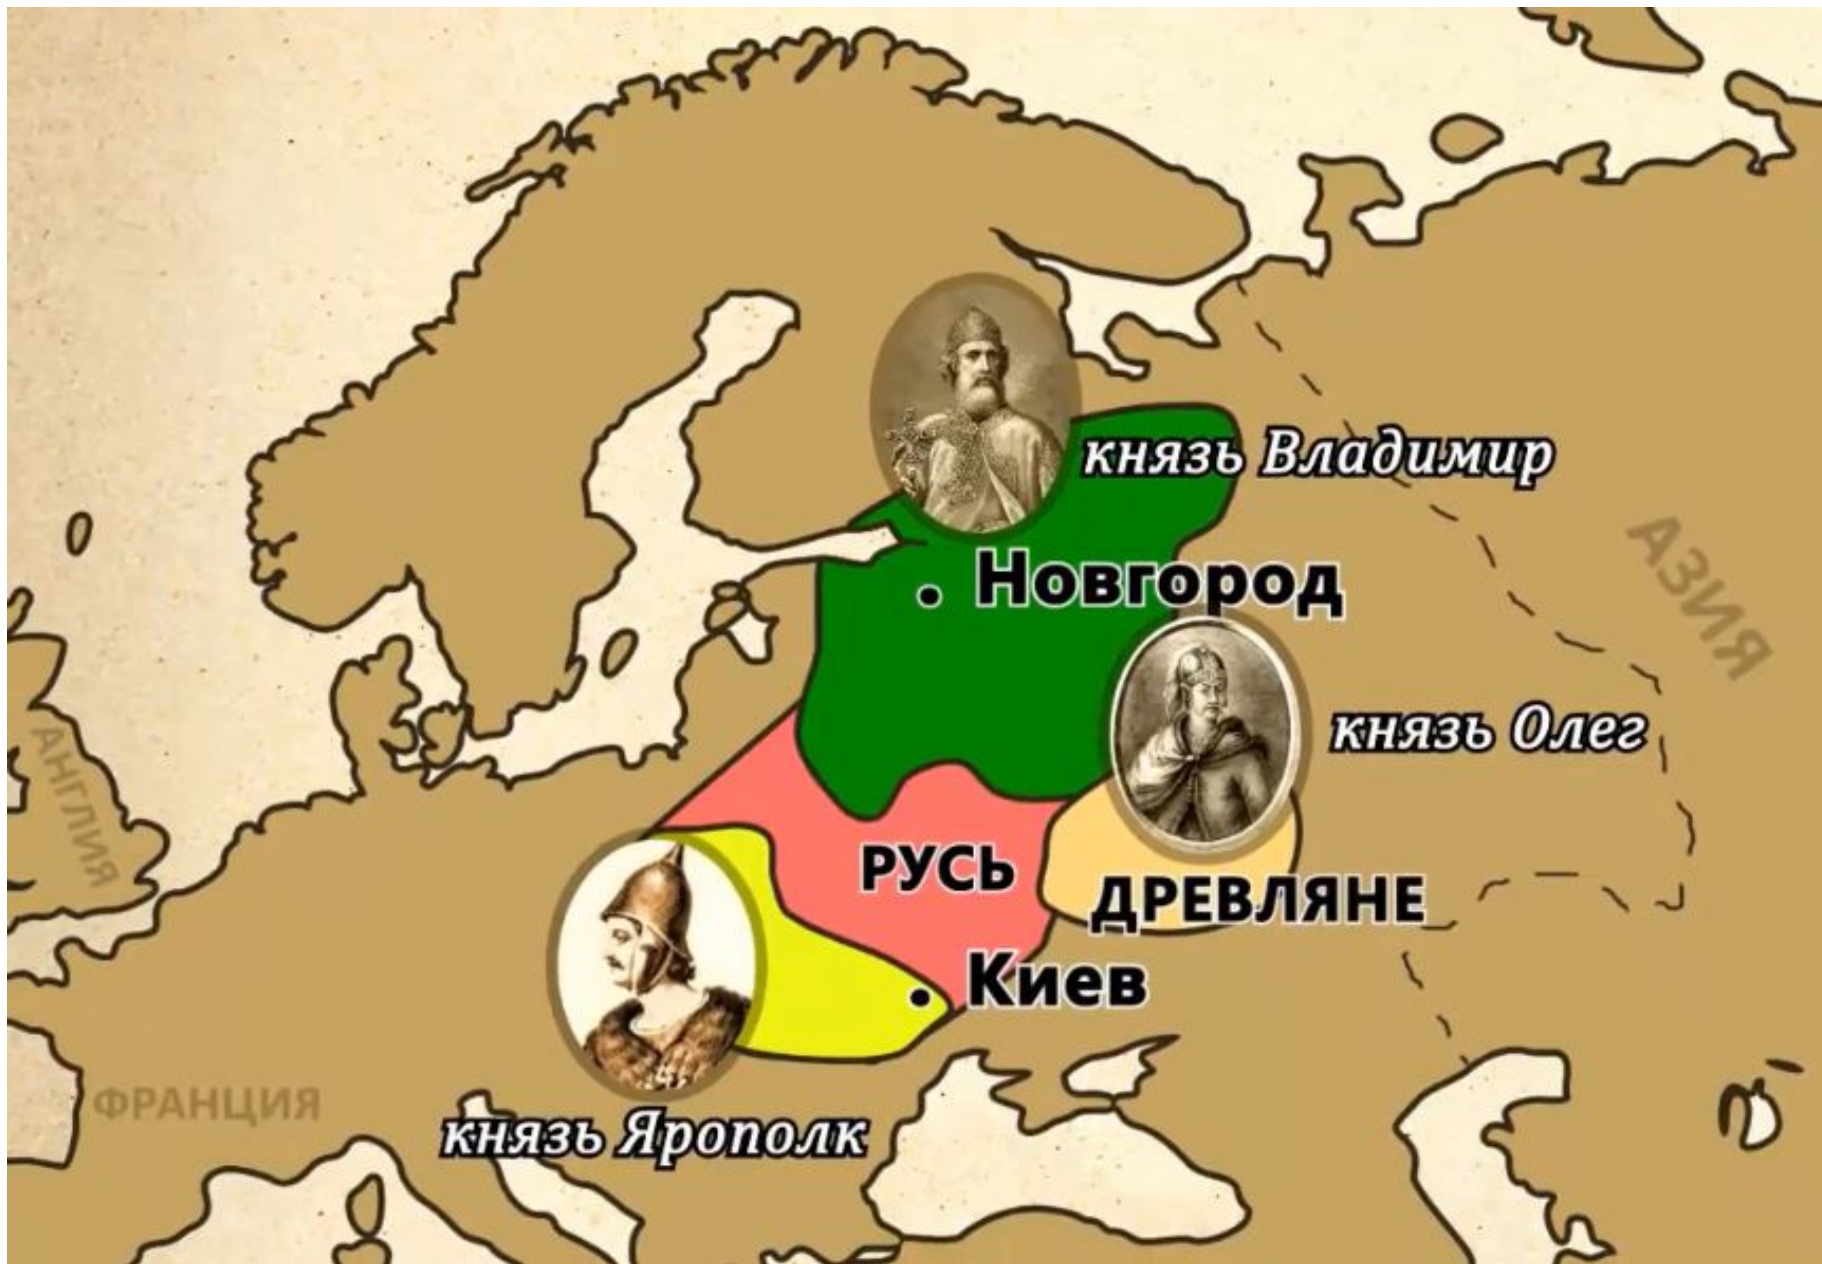 князь Владимир
АЗИЯ
Новгород
князь Олег
АНГЛИЯ
РУСЬ
ДРЕВЛЯНЕ
Киев
ФРАНЦИЯ
князь Ярополк